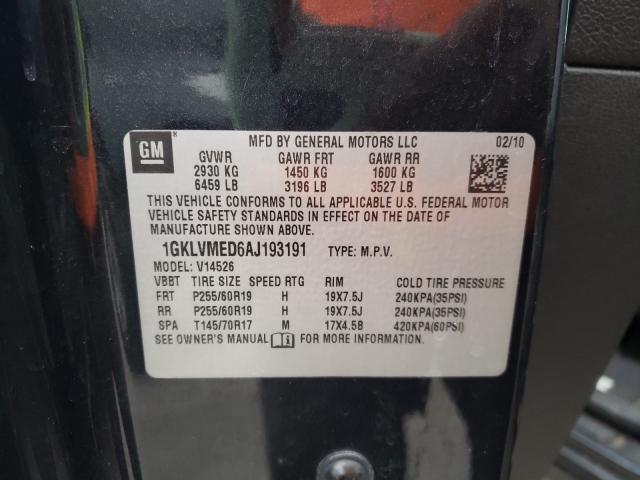 GM ® MFD BY GENERAL MOTORS LLC 02/10
GVWR GAWR FRT GAWR RR
2930 KG 1450 KG 1600 KG
6459 LB 3196 LB 3527 LB
THIS VEHICLE CONFORMS TO ALL APPLICABLE U.S. FEDERAL MOTOR
VEHICLE SAFETY STANDARDS IN EFFECT ON THE DATE OF
MANUFACTURE SHOWN ABOVE.
1GKLVMED6AJ193191 TYPE: M.P.V.
MODEL: V14526
VBBT TIRE SIZE SPEED RTG RIM COLD TIRE PRESSURE
FRT P255/60R19 H 19X7.5J 240KPA(35PSI)
RR P255/60R19 H 19X7.5J 240KPA(35PSI)
SPA T145/70R17 M 17X4.5B 420KPA(60PSI)
SEE OWNER'S MANUAL FOR MORE INFORMATION.